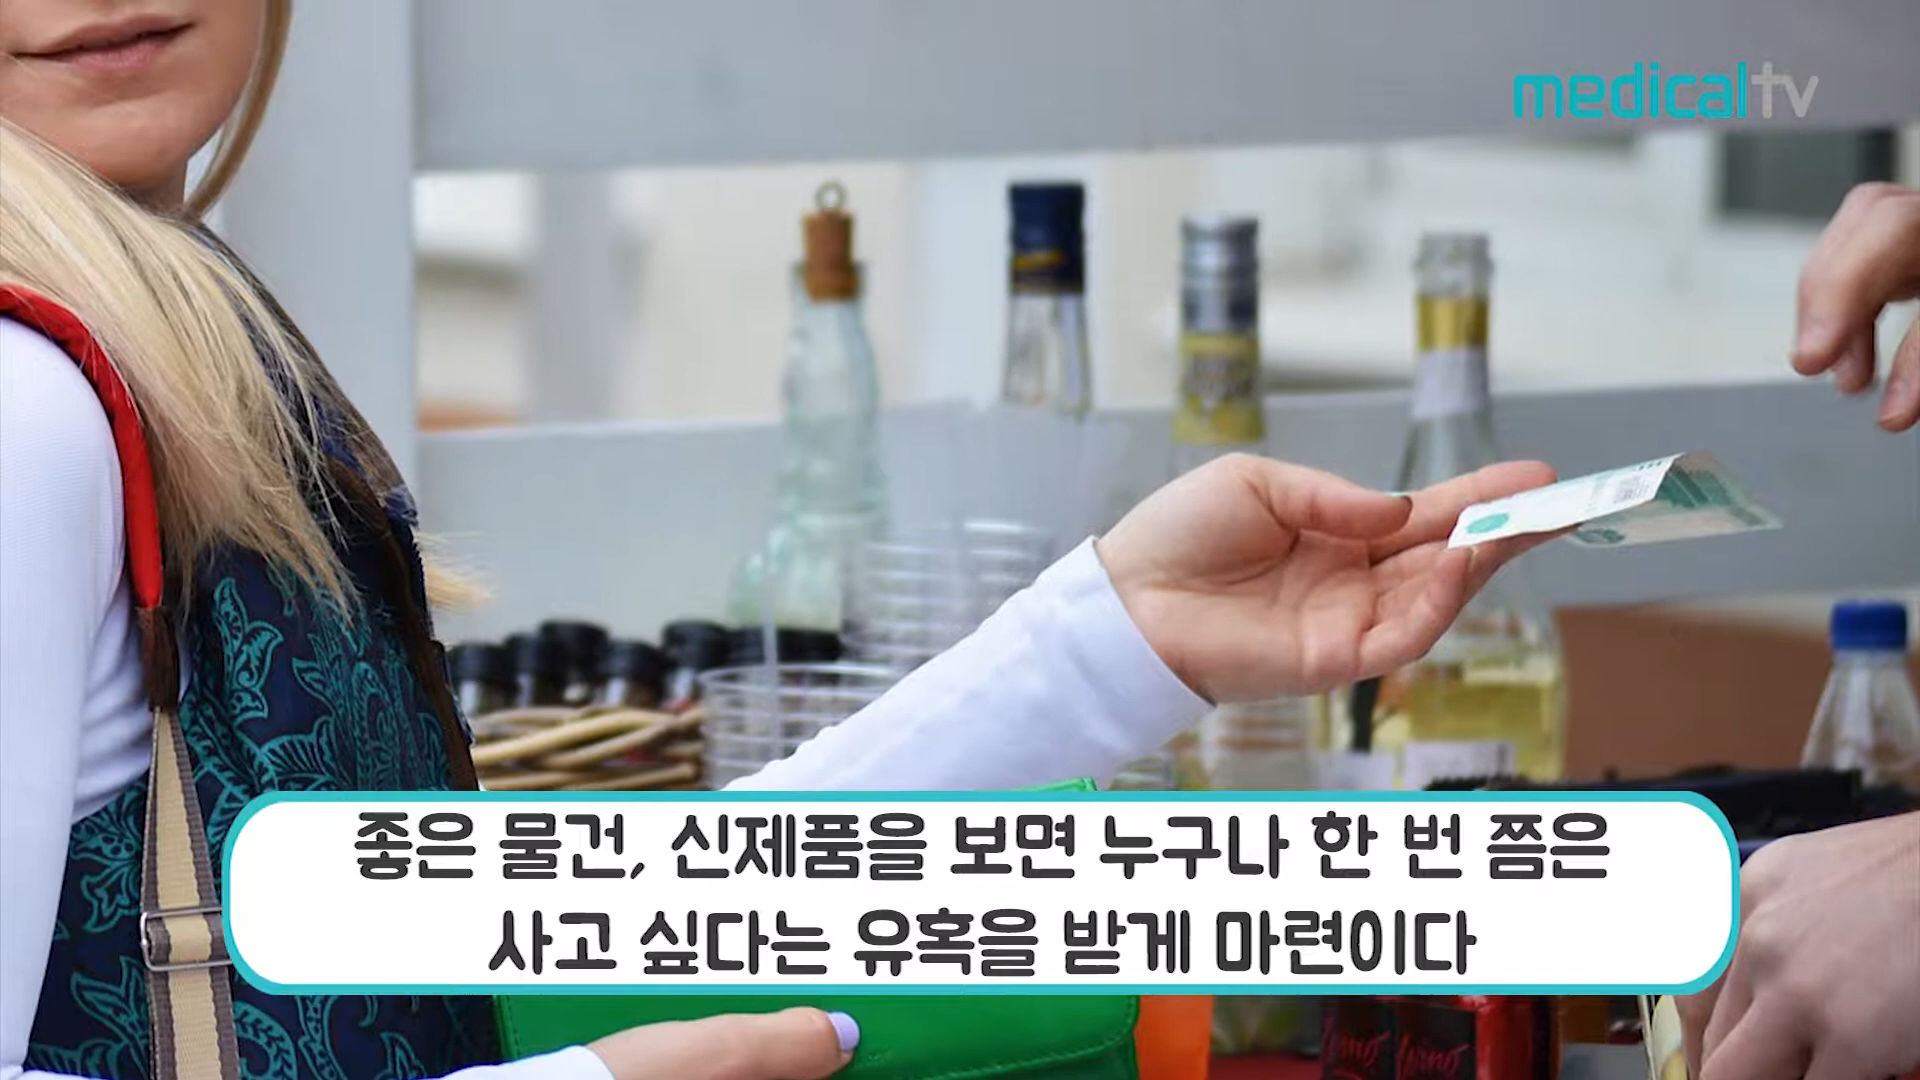 medicaltv
좋은 물건, 신제품을 보면 누구나 한 번 쯤은
사고 싶다는 유혹을 받게 마련이다